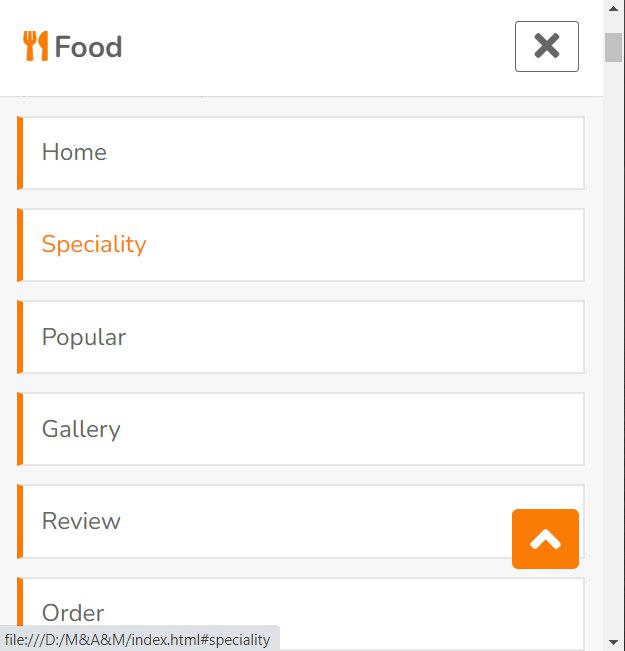 Food
Home
Speciality
Popular
Gallery
Review
Order
file:///D:/M&A&M/index.html#speciality